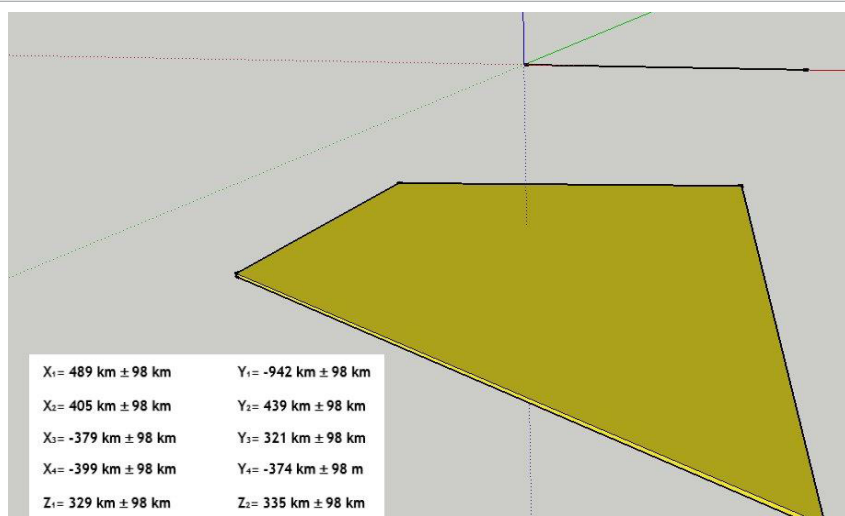 X₁= 489 km ± 98 km Y₁= -942 km ± 98 km
X₂= 405 km ± 98 km Y₂= 439 km ± 98 km
X₃= -379 km ± 98 km Y₃= 321 km ± 98 km
X₄= -399 km ± 98 km Y₄= -374 km ± 98 m
Z₁= 329 km ± 98 km Z₂= 335 km ± 98 km